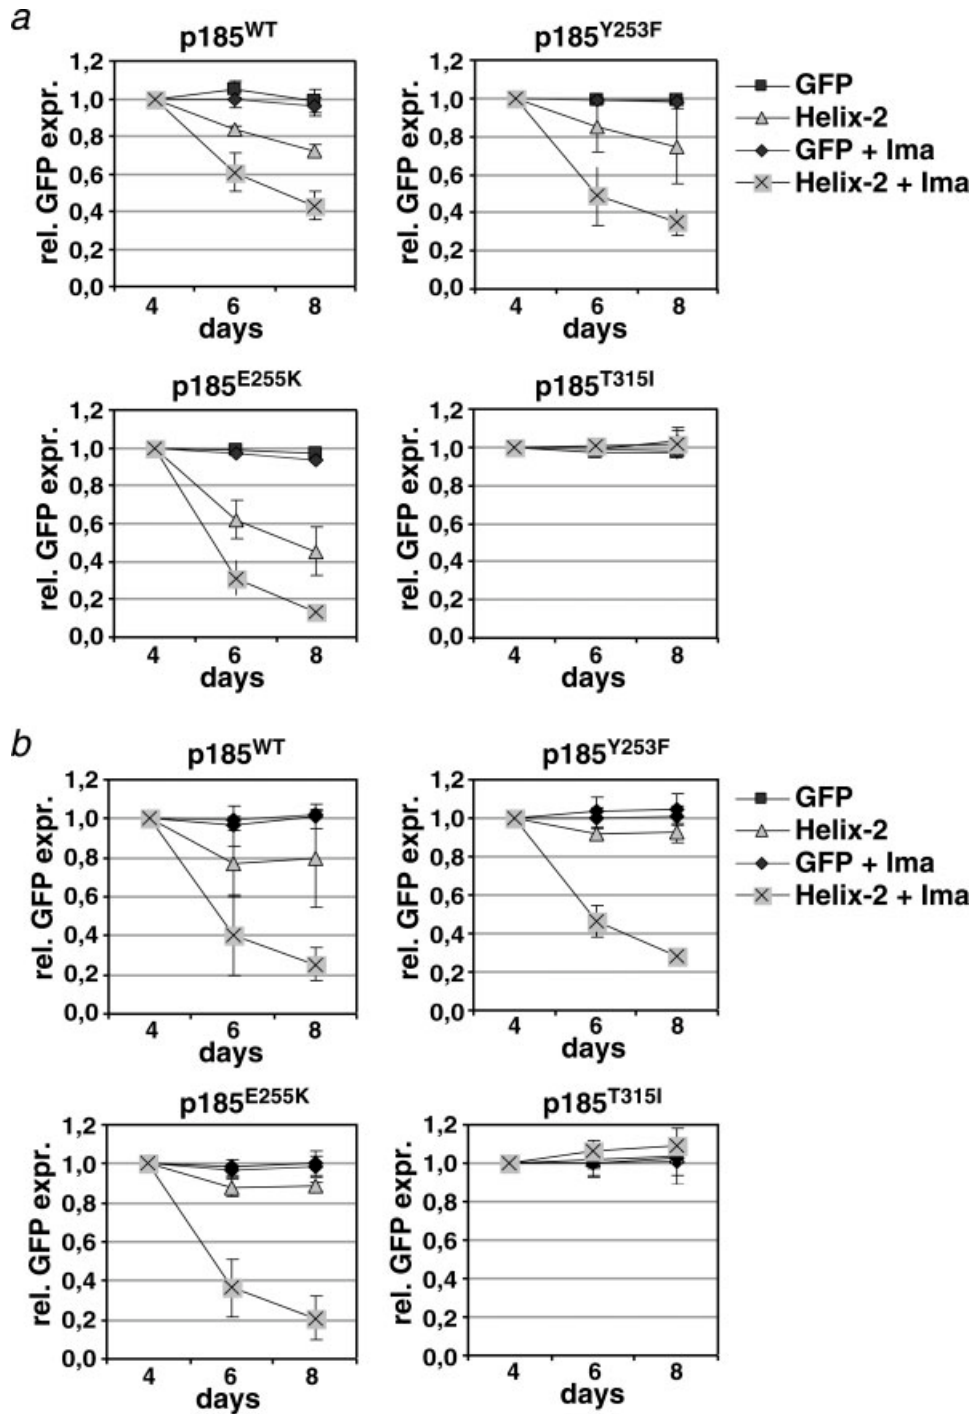 a
p185WT
rel. GFP expr.
1,2
1,0
0,8
0,6
0,4
0,2
0,0
4 6 8
days
p185Y253F
rel. GFP expr.
1,2
1,0
0,8
0,6
0,4
0,2
0,0
4 6 8
days
GFP
Helix-2
GFP + Ima
Helix-2 + Ima
p185E255K
rel. GFP expr.
1,2
1,0
0,8
0,6
0,4
0,2
0,0
4 6 8
days
p185T315I
rel. GFP expr.
1,2
1,0
0,8
0,6
0,4
0,2
0,0
4 6 8
days
b
p185WT
rel. GFP expr.
1,2
1,0
0,8
0,6
0,4
0,2
0,0
4 6 8
days
p185Y253F
rel. GFP expr.
1,2
1,0
0,8
0,6
0,4
0,2
0,0
4 6 8
days
GFP
Helix-2
GFP + Ima
Helix-2 + Ima
p185E255K
rel. GFP expr.
1,2
1,0
0,8
0,6
0,4
0,2
0,0
4 6 8
days
p185T315I
rel. GFP expr.
1,2
1,0
0,8
0,6
0,4
0,2
0,0
4 6 8
days